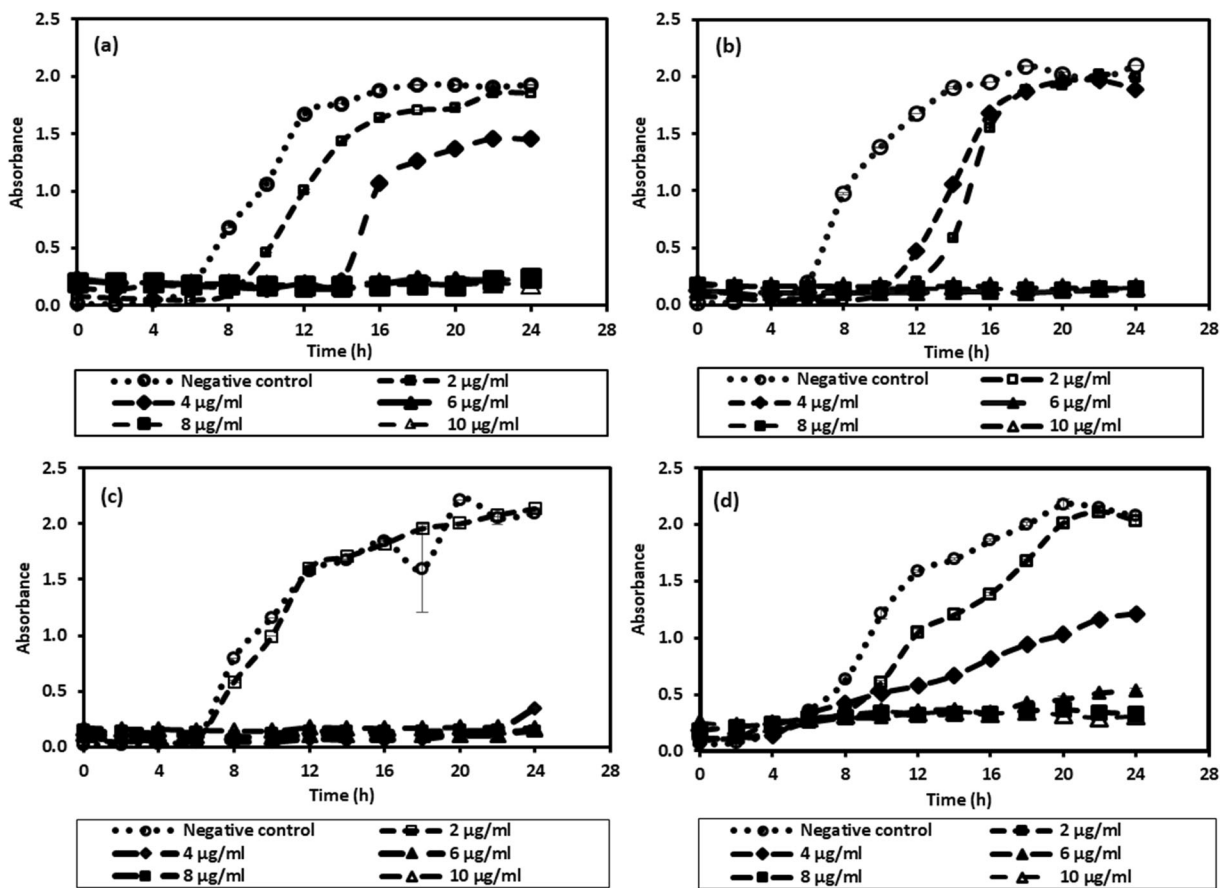 (a)
2.5
2.0
1.5
1.0
0.5
0.0
Absorbance
0 4 8 12 16 20 24 28
Time (h)
Negative control 2 µg/ml
4 µg/ml 6 µg/ml
8 µg/ml 10 µg/ml
(b)
2.5
2.0
1.5
1.0
0.5
0.0
Absorbance
0 4 8 12 16 20 24 28
Time (h)
Negative control 2 µg/ml
4 µg/ml 6 µg/ml
8 µg/ml 10 µg/ml
(c)
2.5
2.0
1.5
1.0
0.5
0.0
Absorbance
0 4 8 12 16 20 24 28
Time (h)
Negative control 2 µg/ml
4 µg/ml 6 µg/ml
8 µg/ml 10 µg/ml
(d)
2.5
2.0
1.5
1.0
0.5
0.0
Absorbance
0 4 8 12 16 20 24 28
Time (h)
Negative control 2 µg/ml
4 µg/ml 6 µg/ml
8 µg/ml 10 µg/ml